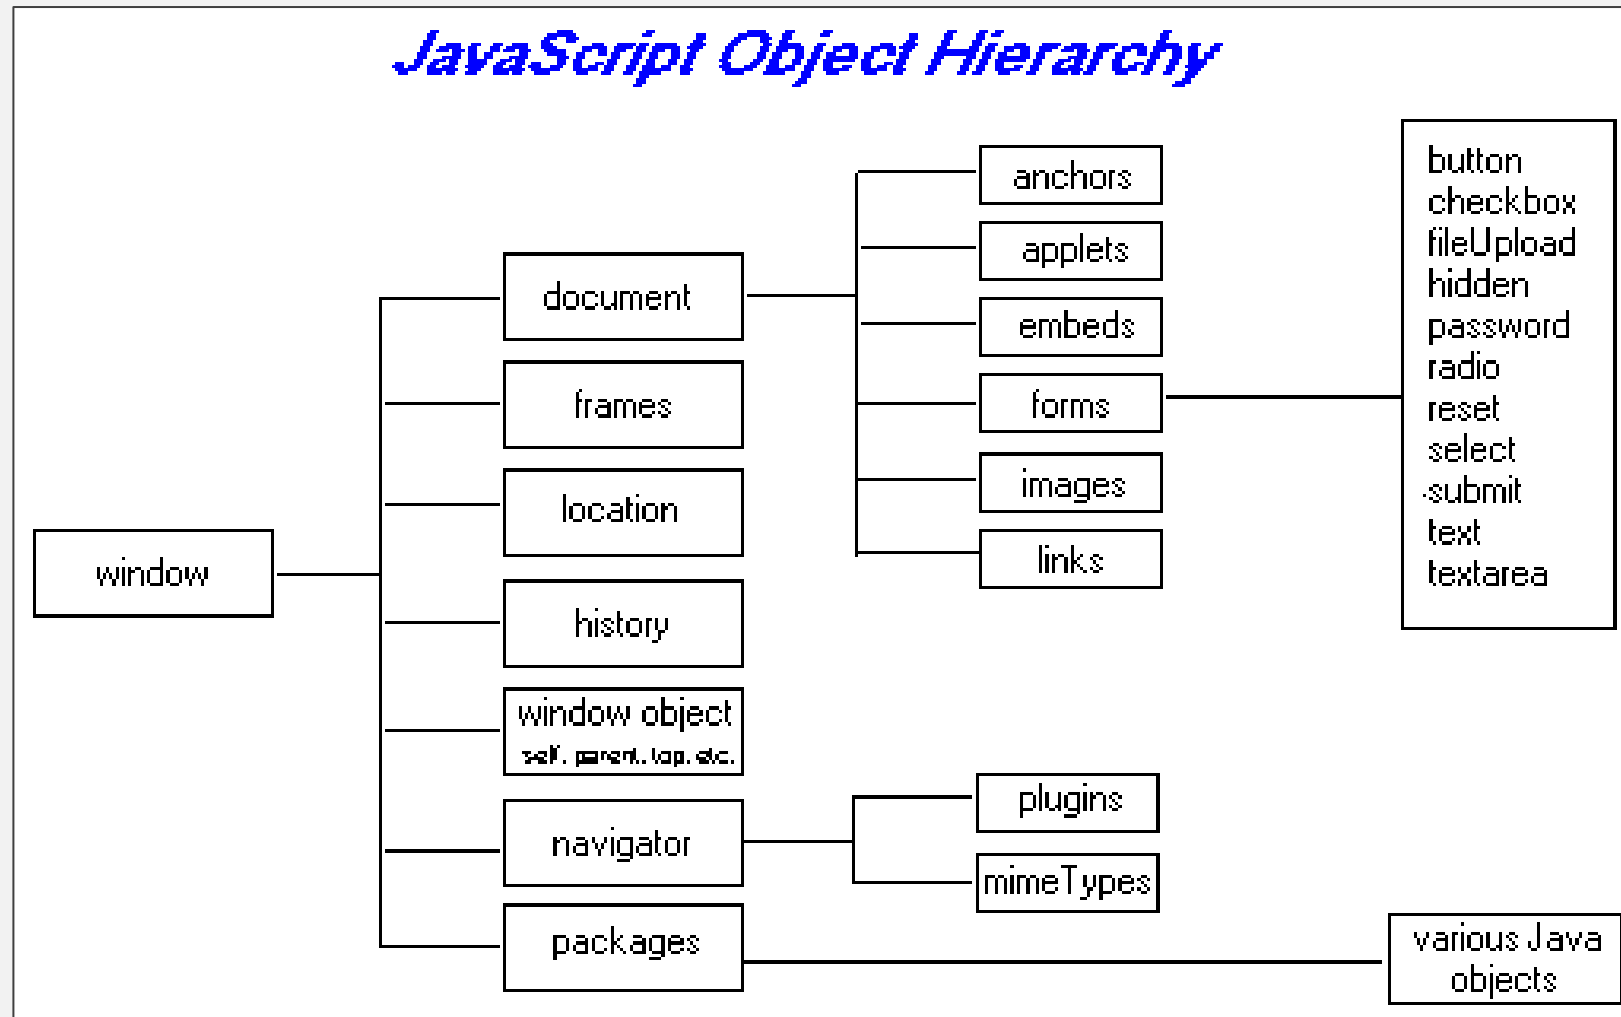 JavaScript Object Hierarchy
window
document
frames
location
history
window object
self, parent, top, etc.
navigator
packages
anchors
applets
embeds
forms
images
links
plugins
mimeTypes
button
checkbox
fileUpload
hidden
password
radio
reset
select
submit
text
textarea
various Java
objects